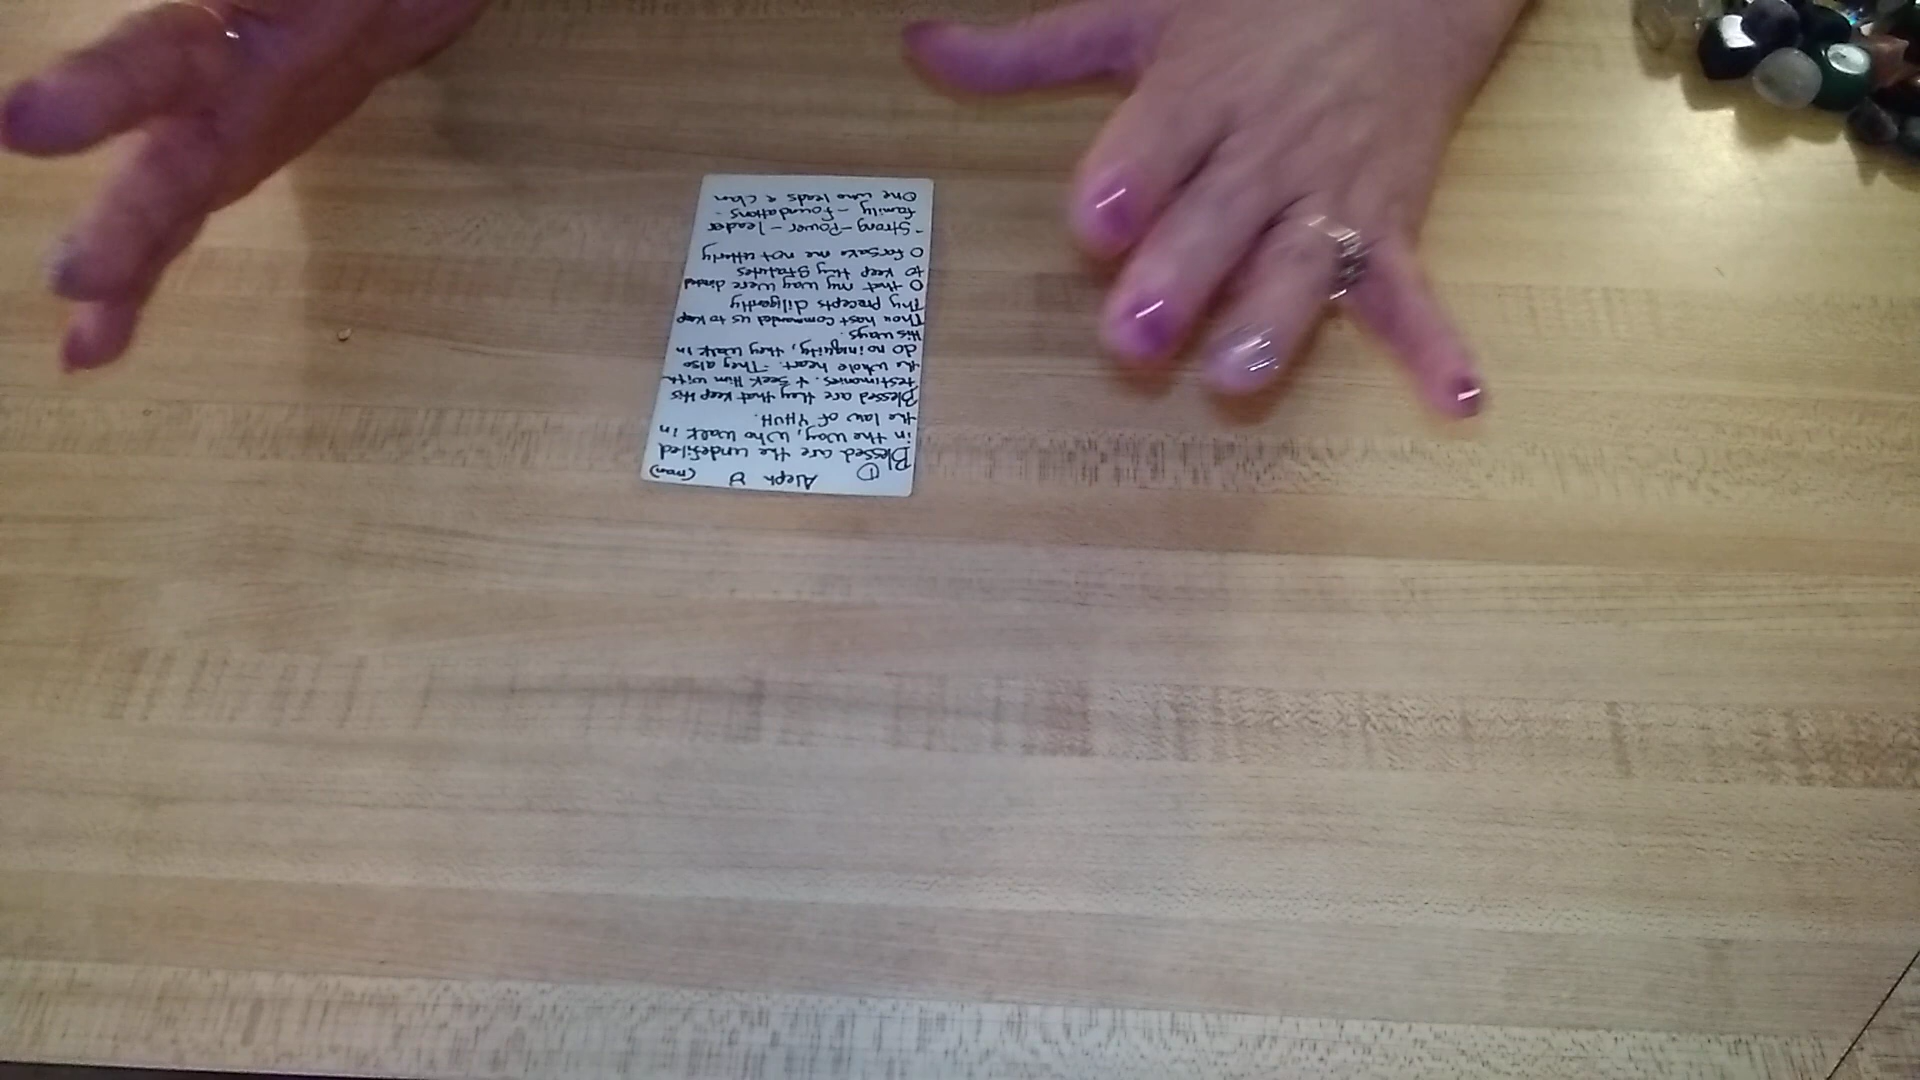 ① Aleph (man)
Blessed are the undefiled
in the way, who walk in
the law of YHUH.
Blessed are they that keep His
testimonies. + Seek Him with
the whole heart. They also
do no iniquity, they walk in
His ways.
Thou hast commanded us to keep
Thy Precepts diligently
O that my way were
to keep thy Statutes
O forsake me not utterly
-Strong-Power-leader
family-Foundations-
One who leads a clan